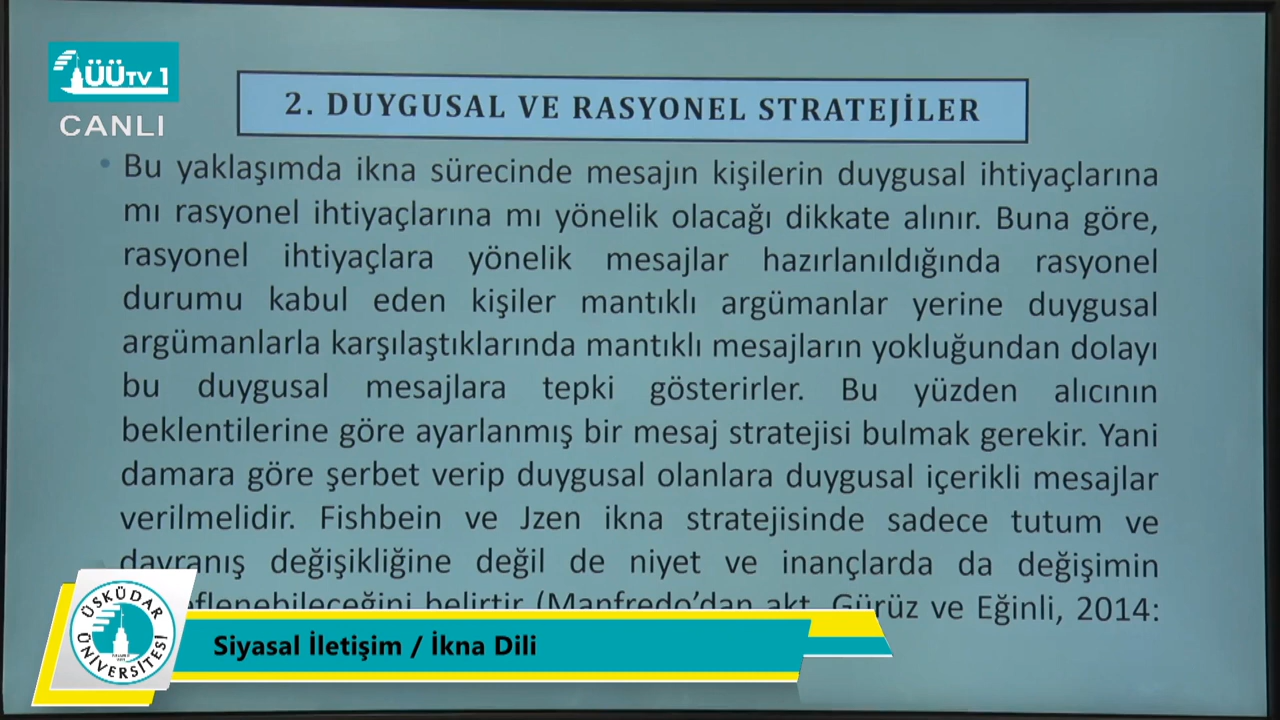 ÜÜTV 1
CANLI
2. DUYGUSAL VE RASYONEL STRATEJİLER
• Bu yaklaşımda ikna sürecinde mesajın kişilerin duygusal ihtiyaçlarına
mı rasyonel ihtiyaçlarına mı yönelik olacağı dikkate alınır. Buna göre,
rasyonel ihtiyaçlara yönelik mesajlar hazırlanıldığında rasyonel
durumu kabul eden kişiler mantıklı argümanlar yerine duygusal
argümanlarla karşılaştıklarında mantıklı mesajların yokluğundan dolayı
bu duygusal mesajlara tepki gösterirler. Bu yüzden alıcının
beklentilerine göre ayarlanmış bir mesaj stratejisi bulmak gerekir. Yani
damara göre şerbet verip duygusal olanlara duygusal içerikli mesajlar
verilmelidir. Fishbein ve Jzen ikna stratejisinde sadece tutum ve
davranış değişikliğine değil de niyet ve inançlarda da değişimin
eflenebileceğini belirtir (Manfredo’dan akt. Gürüz ve Eğinli, 2014:
ÜSKÜDAR ÜNİVERSİTESİ
Siyasal İletişim / İkna Dili